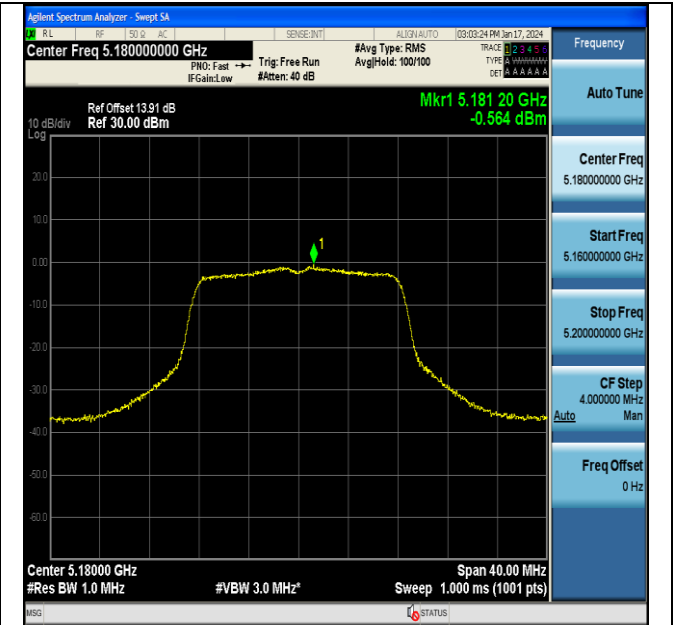 Agilent Spectrum Analyzer - Swept SA
RL RF 50 Ω AC SENSE:INT ALIGNAUTO 03:03:24 PM Jan 17, 2024
Center Freq 5.180000000 GHz #Avg Type: RMS TRACE 1 2 3 4 5 6 Frequency
PNO: Fast Trig: Free Run Avg|Hold: 100/100 TYPE A WWWWW
IFGain:Low #Atten: 40 dB DET A A A A A A
Auto Tune
Mkr1 5.181 20 GHz
Ref Offset 13.91 dB
-0.564 dBm
10 dB/div Ref 30.00 dBm
Log
Center Freq
5.180000000 GHz
20.0
10.0
Start Freq
5.160000000 GHz
1
0.00
Stop Freq
5.200000000 GHz
-10.0
-20.0
CF Step
4.000000 MHz
Auto Man
-30.0
-40.0
Freq Offset
0 Hz
-50.0
-60.0
Center 5.18000 GHz Span 40.00 MHz
#Res BW 1.0 MHz #VBW 3.0 MHz* Sweep 1.000 ms (1001 pts)
MSG STATUS